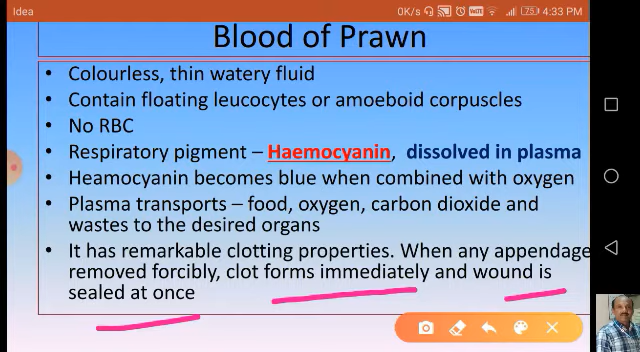 Idea 0K/s VoLTE 75 4:33 PM
Blood of Prawn
• Colourless, thin watery fluid
• Contain floating leucocytes or amoeboid corpuscles
• No RBC
• Respiratory pigment – Haemocyanin, dissolved in plasma
• Heamocyanin becomes blue when combined with oxygen
• Plasma transports – food, oxygen, carbon dioxide and
wastes to the desired organs
• It has remarkable clotting properties. When any appendage
removed forcibly, clot forms immediately and wound is
sealed at once